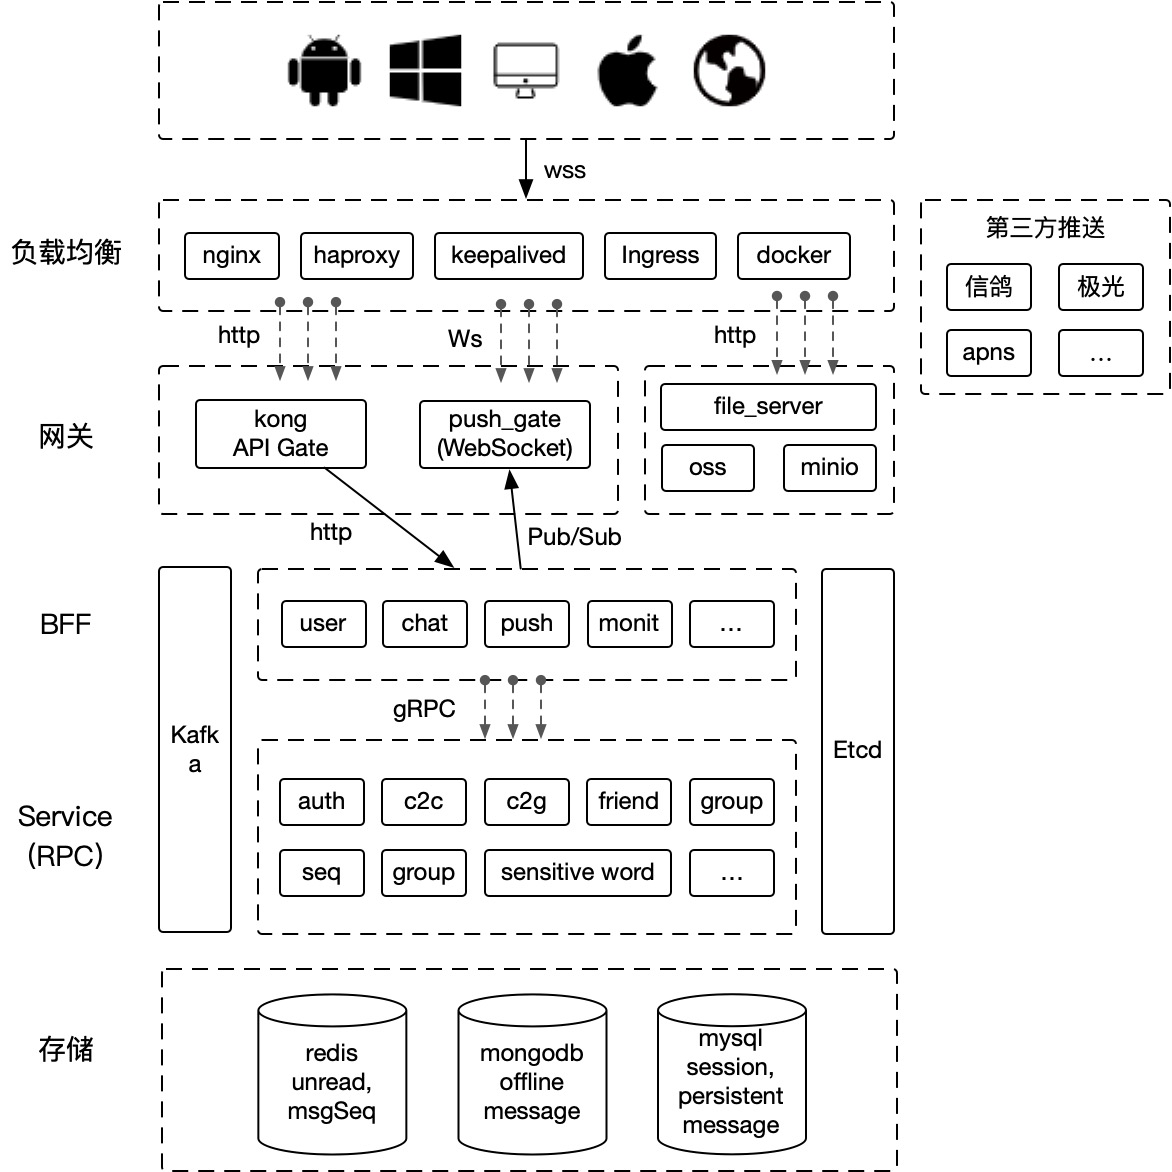 wss
负载均衡
nginx
haproxy
keepalived
Ingress
docker
第三方推送
信鸽
极光
apns
...
http
Ws
http
网关
kong
API Gate
push_gate
(WebSocket)
file_server
oss
minio
http
Pub/Sub
BFF
user
chat
push
monit
...
gRPC
Kafk
a
Etcd
Service
(RPC)
auth
c2c
c2g
friend
group
seq
group
sensitive word
...
存储
redis
unread,
msgSeq
mongodb
offline
message
mysql
session,
persistent
message